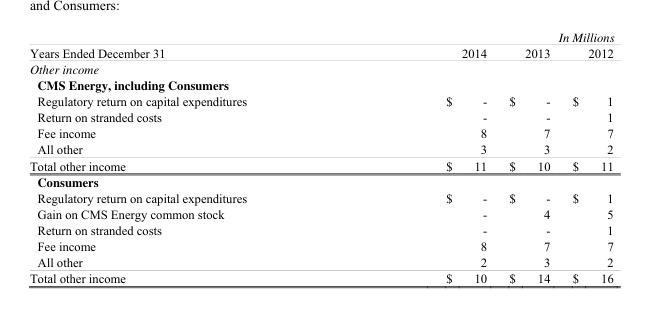 and Consumers:
In Millions
Years Ended December 31 2014 2013 2012
Other income
CMS Energy, including Consumers
Regulatory return on capital expenditures $ - $ - $ 1
Return on stranded costs - - 1
Fee income 8 7 7
All other 3 3 2
Total other income $ 11 $ 10 $ 11
Consumers
Regulatory return on capital expenditures $ - $ - $ 1
Gain on CMS Energy common stock - 4 5
Return on stranded costs - - 1
Fee income 8 7 7
All other 2 3 2
Total other income $ 10 $ 14 $ 16